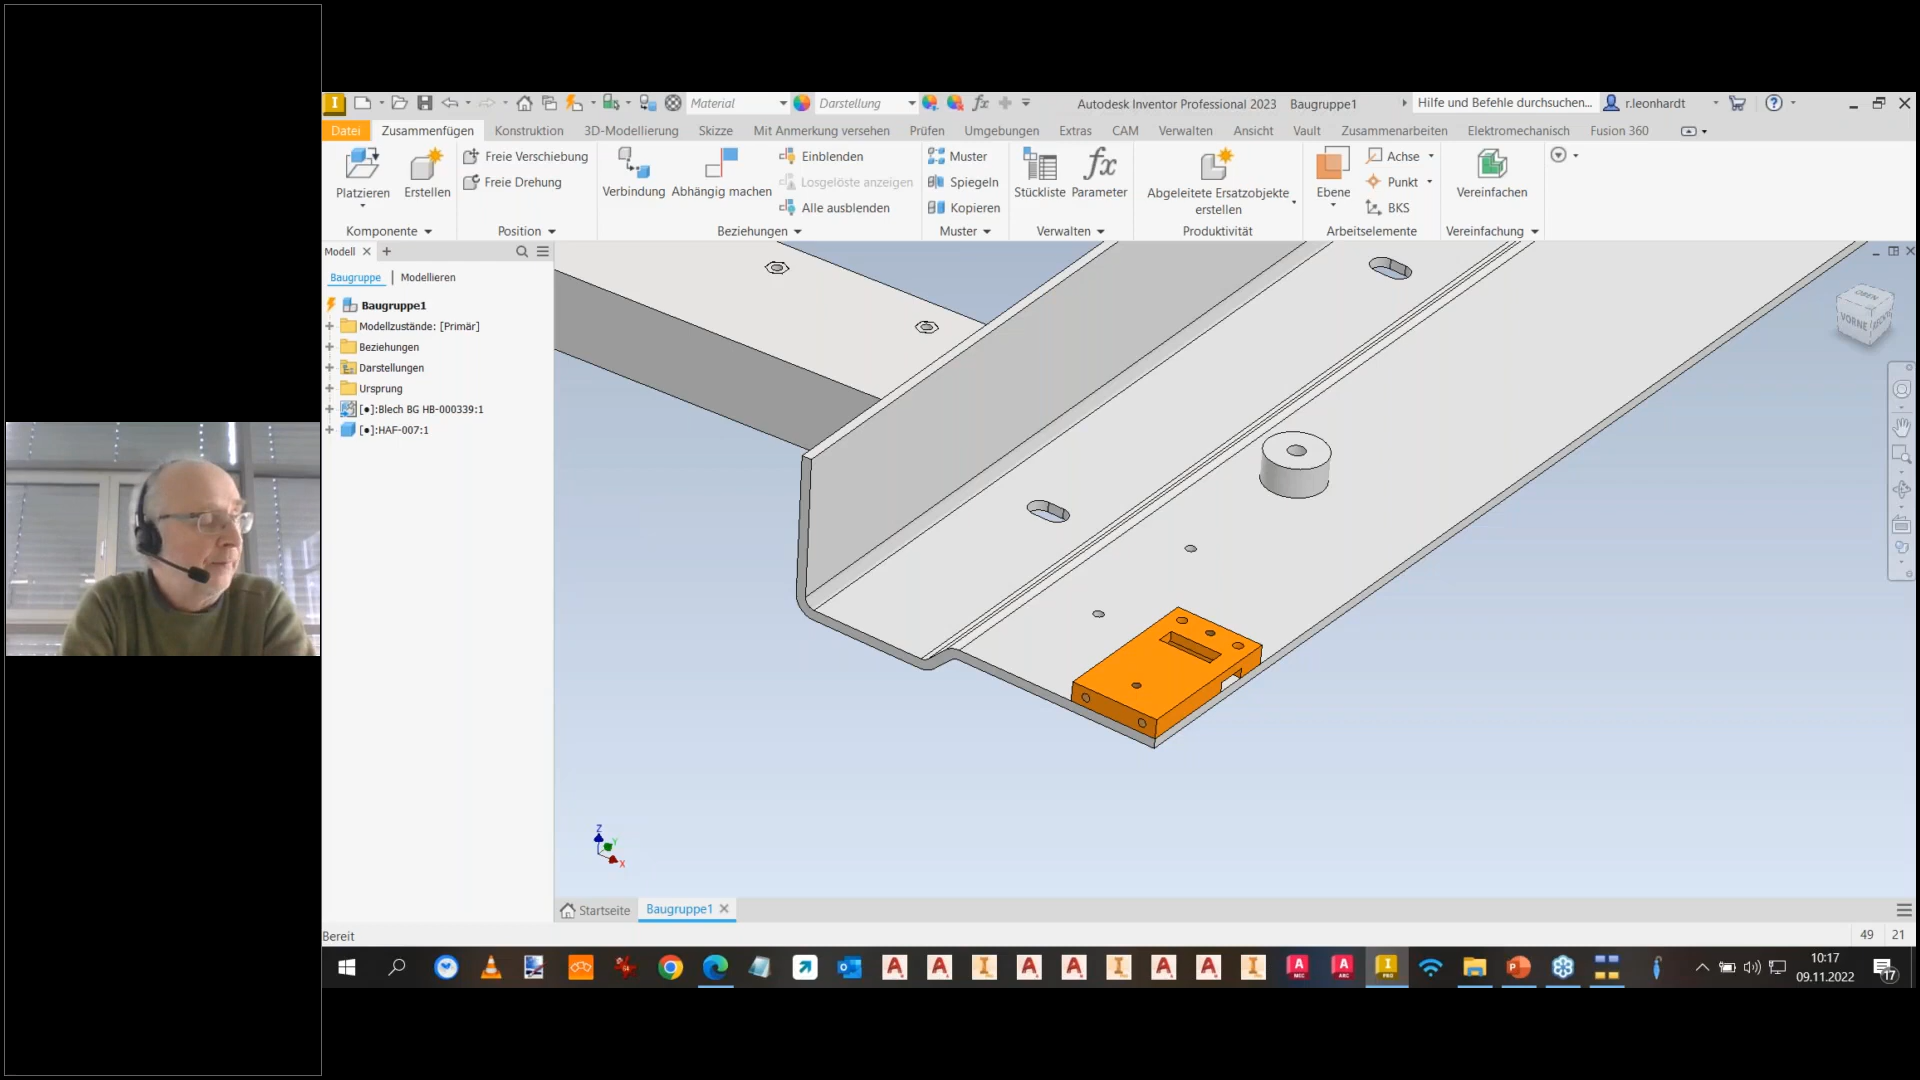 Material
Darstellung
Autodesk Inventor Professional 2023 Baugruppe1
Hilfe und Befehle durchsuchen...
r.leonhardt
Datei Zusammenfügen Konstruktion 3D-Modellierung Skizze Mit Anmerkung versehen Prüfen Umgebungen Extras CAM Verwalten Ansicht Vault Zusammenarbeiten Elektromechanisch Fusion 360
Platzieren
Erstellen
Freie Verschiebung
Freie Drehung
Verbindung
Abhängig machen
Einblenden
Losgelöste anzeigen
Alle ausblenden
Muster
Spiegeln
Kopieren
Stückliste
Parameter
Abgeleitete Ersatzobjekte
erstellen
Ebene
Achse
Punkt
BKS
Vereinfachen
Komponente Position Beziehungen Muster Verwalten Produktivität Arbeitselemente Vereinfachung
Modell
Baugruppe | Modellieren
Baugruppe1
Modellzustände: [Primär]
Beziehungen
Darstellungen
Ursprung
[●]:Blech BG HB-000339:1
[●]:HAF-007:1
OBEN
VORNE
RECHTS
Z
Y
X
Startseite
Baugruppe1
Bereit
49 21
10:17
09.11.2022
17